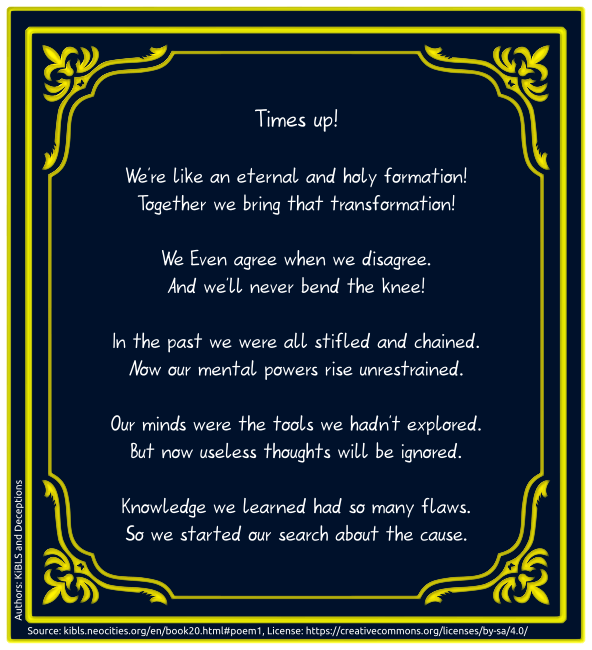 Times up!
We're like an eternal and holy formation!
Together we bring that transformation!
We Even agree when we disagree.
And we'll never bend the knee!
In the past we were all stifled and chained.
Now our mental powers rise unrestrained.
Our minds were the tools we hadn't explored.
But now useless thoughts will be ignored.
Knowledge we learned had so many flaws.
So we started our search about the cause.
Authors: KiBLS and Deceptions
Source: kibls.neocities.org/en/book20.html#poem1, License: https://creativecommons.org/licenses/by-sa/4.0/